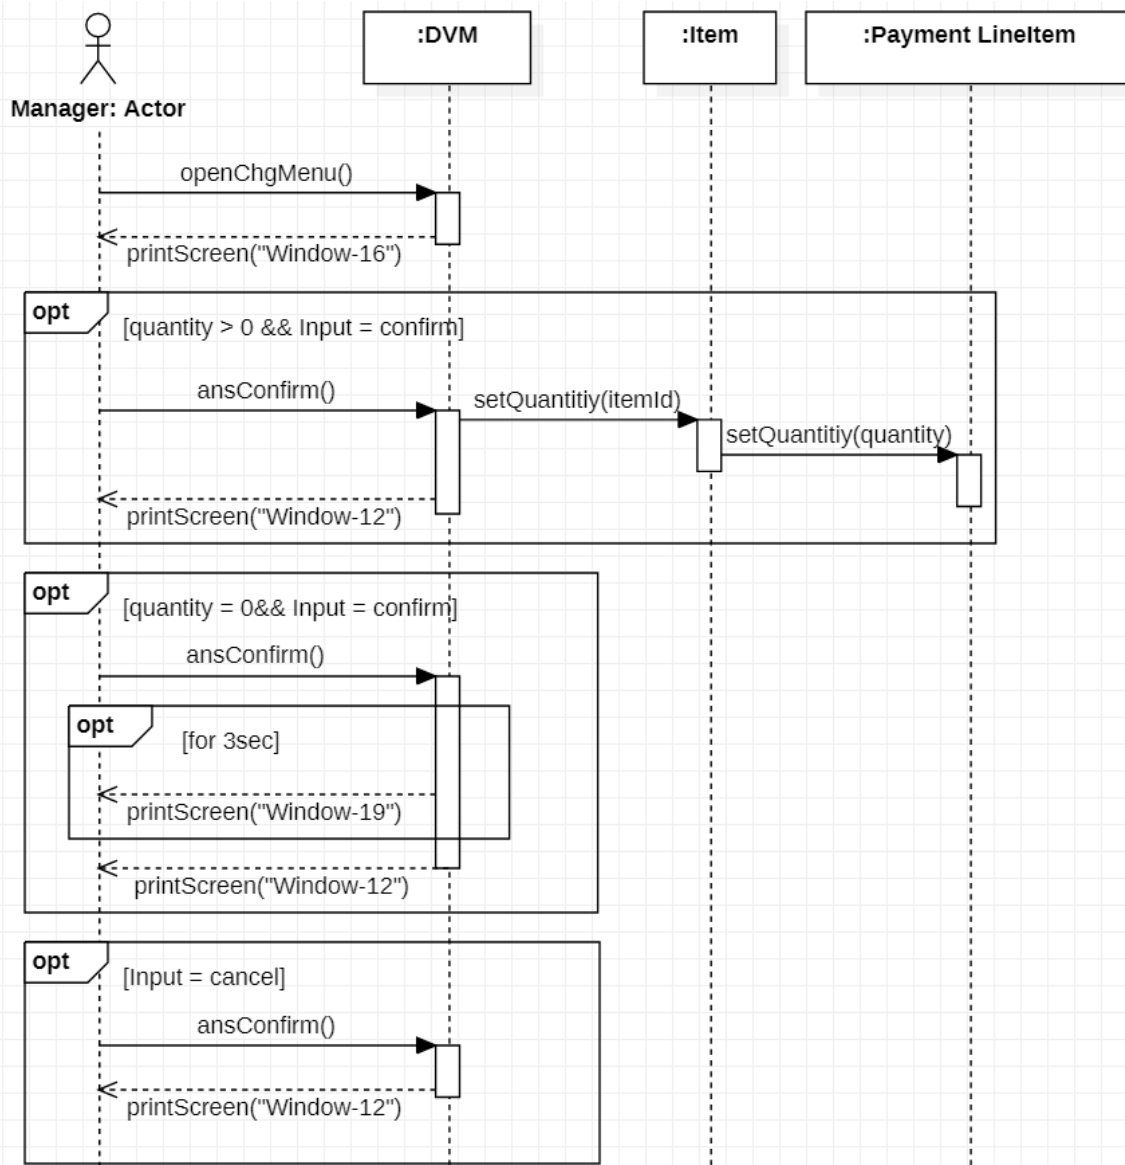 :DVM
:Item
:Payment LineItem
Manager: Actor
openChgMenu()
printScreen("Window-16")
opt
[quantity > 0 && Input = confirm]
ansConfirm()
setQuantitiy(itemId)
setQuantitiy(quantity)
printScreen("Window-12")
opt
[quantity = 0&& Input = confirm]
ansConfirm()
opt
[for 3sec]
printScreen("Window-19")
printScreen("Window-12")
opt
[Input = cancel]
ansConfirm()
printScreen("Window-12")